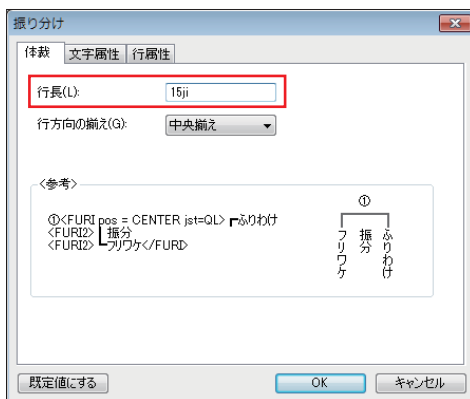 振り分け
体裁
文字属性
行属性
行長(L):
15ji
行方向の揃え(G):
中央揃え
<参考>
①<FURI pos = CENTER jst=QL> ┏ふりわけ
<FURI2> ┃振分
<FURI2> ┗フリワケ</FURI>
①
ふりわけ
振分
フリワケ
既定値にする
OK
キャンセル